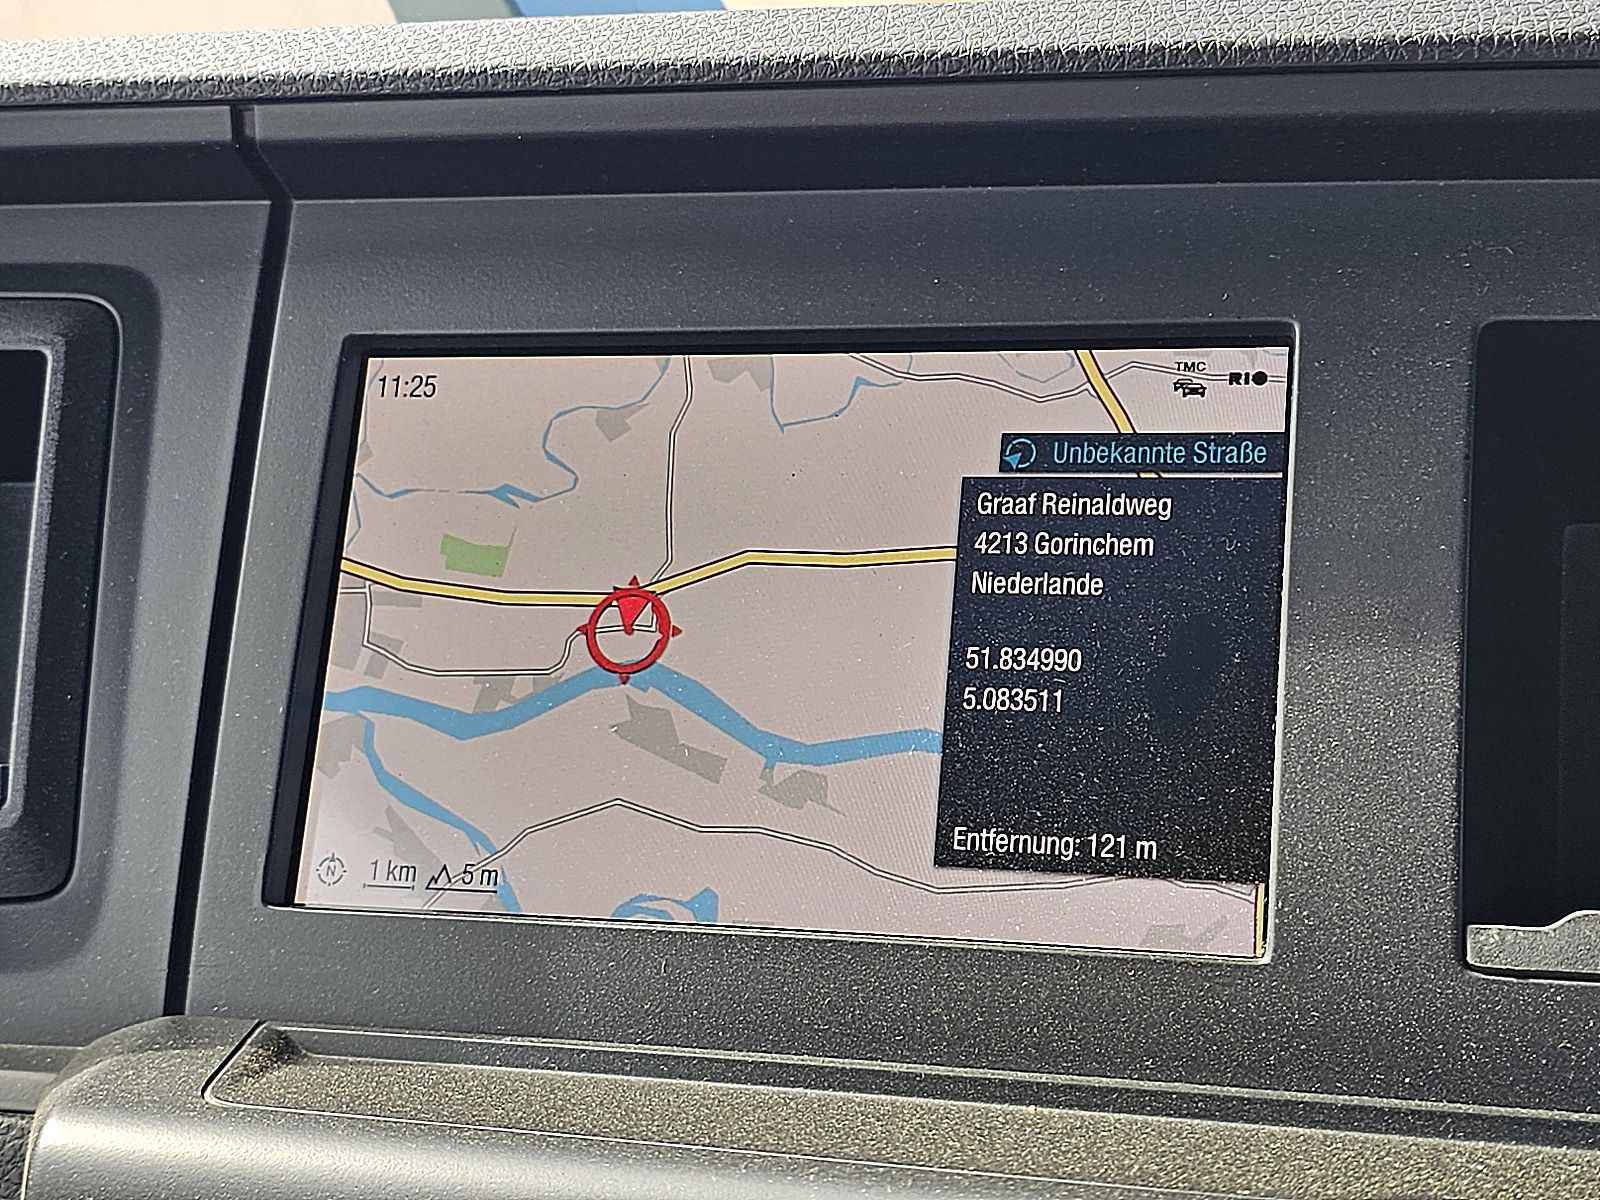 11:25
TMC
RIO
Unbekannte Straße
Graaf Reinaldweg
4213 Gorinchem
Niederlande
51.834990
5.083511
Entfernung: 121 m
N
1 km
5 m